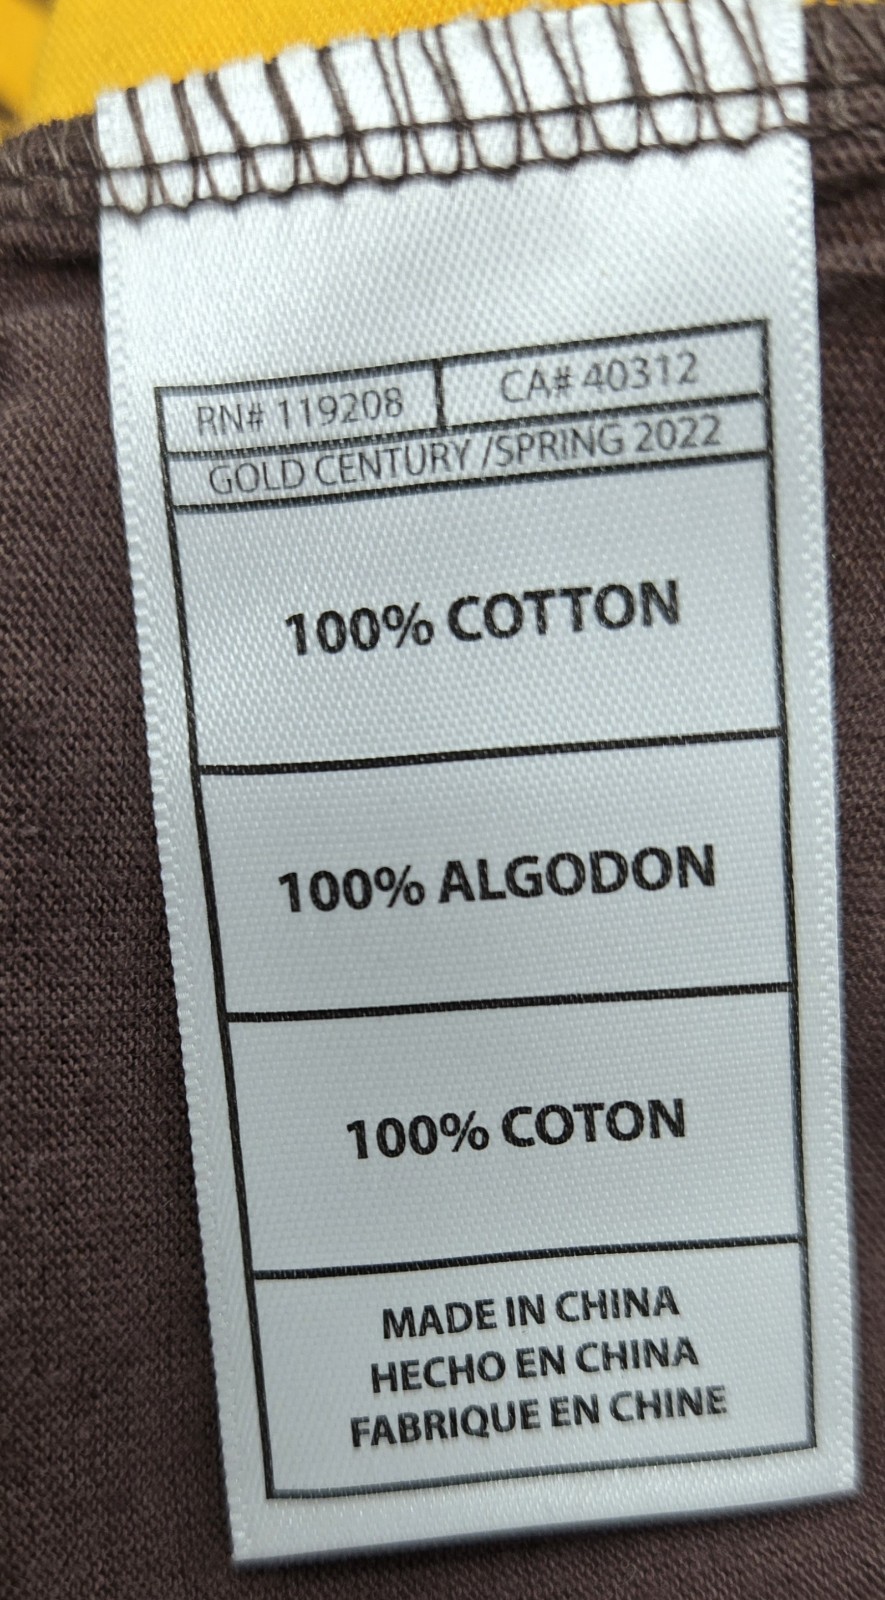 RN# 119208 CA# 40312
GOLD CENTURY /SPRING 2022
100% COTTON
100% ALGODON
100% COTON
MADE IN CHINA
HECHO EN CHINA
FABRIQUE EN CHINE